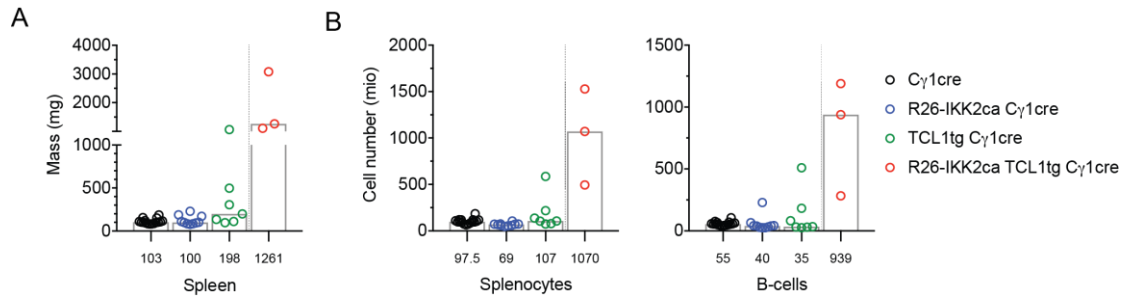 A
Mass (mg)
4000
3000
2000
1000
1000
500
0
103 100 198 1261
Spleen
B
Cell number (mio)
2000
1500
1000
500
0
97.5 69 107 1070
Splenocytes
1500
1000
500
0
55 40 35 939
B-cells
Cγ1cre
R26-IKK2ca Cγ1cre
TCL1tg Cγ1cre
R26-IKK2ca TCL1tg Cγ1cre